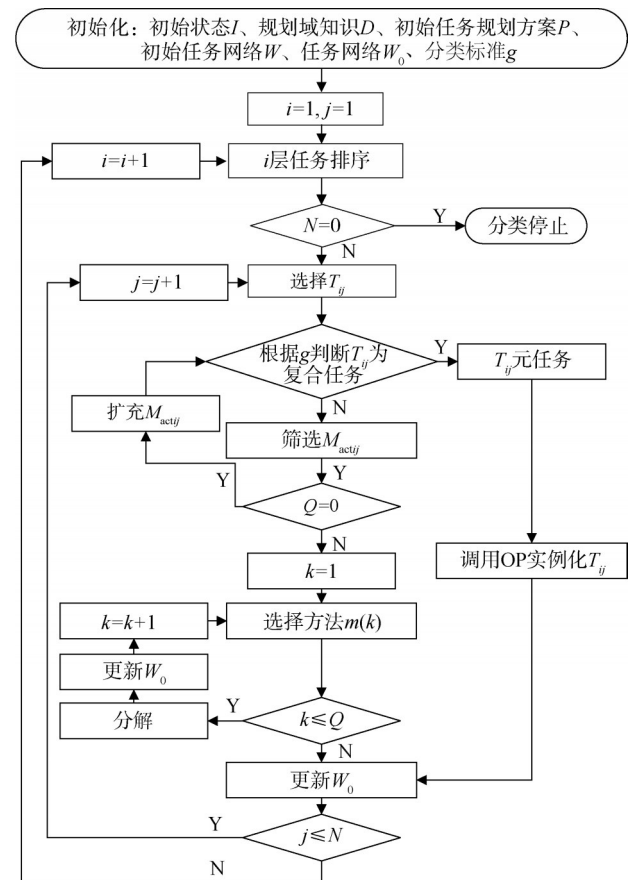 初始化：初始状态I、规划域知识D、初始任务规划方案P、
初始任务网络W、任务网络W₀、分类标准g
i=1, j=1
i=i+1
i层任务排序
N=0
Y
分类停止
N
j=j+1
选择Tij
根据g判断Tij为
复合任务
Y
Tij元任务
N
扩充Mactij
筛选Mactij
Y
Y
Q=0
N
调用OP实例化Tij
k=1
k=k+1
选择方法m(k)
更新W₀
分解
Y
k≤Q
N
更新W₀
Y
j≤N
N